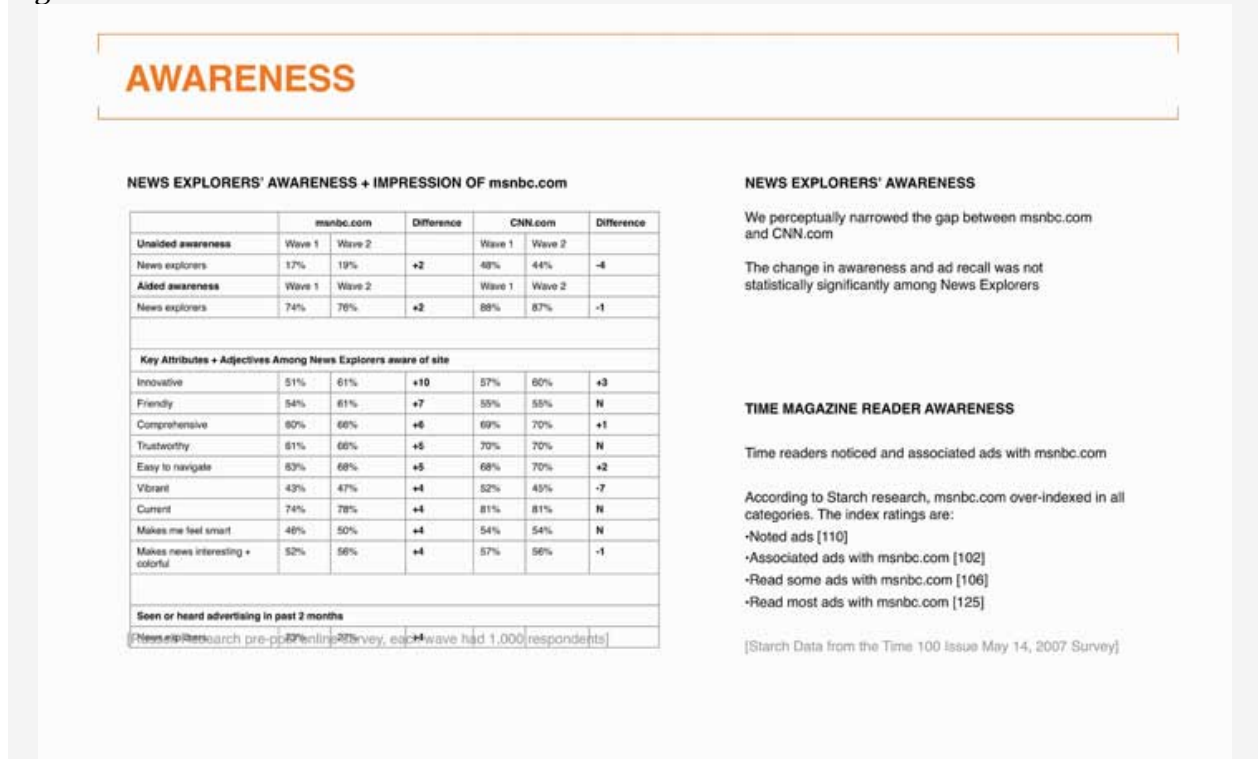 AWARENESS
NEWS EXPLORERS' AWARENESS + IMPRESSION OF msnbc.com
msnbc.com Difference CNN.com Difference
Unaided awareness Wave 1 Wave 2 Wave 1 Wave 2
News explorers 17% 19% +2 48% 44% -4
Aided awareness Wave 1 Wave 2 Wave 1 Wave 2
News explorers 74% 76% +2 88% 87% -1
Key Attributes + Adjectives Among News Explorers aware of site
Innovative 51% 61% +10 57% 60% +3
Friendly 54% 61% +7 55% 55% N
Comprehensive 60% 66% +6 69% 70% +1
Trustworthy 61% 66% +5 70% 70% N
Easy to navigate 63% 68% +5 68% 70% +2
Vibrant 43% 47% +4 52% 45% -7
Current 74% 78% +4 81% 81% N
Makes me feel smart 46% 50% +4 54% 54% N
Makes news interesting + 52% 56% +4 57% 56% -1
colorful
Seen or heard advertising in past 2 months
News explorers +4
online survey, each wave had 1,000 respondents]
NEWS EXPLORERS' AWARENESS
We perceptually narrowed the gap between msnbc.com
and CNN.com
The change in awareness and ad recall was not
statistically significantly among News Explorers
TIME MAGAZINE READER AWARENESS
Time readers noticed and associated ads with msnbc.com
According to Starch research, msnbc.com over-indexed in all
categories. The index ratings are:
•Noted ads [110]
•Associated ads with msnbc.com [102]
•Read some ads with msnbc.com [106]
•Read most ads with msnbc.com [125]
[Starch Data from the Time 100 Issue May 14, 2007 Survey]